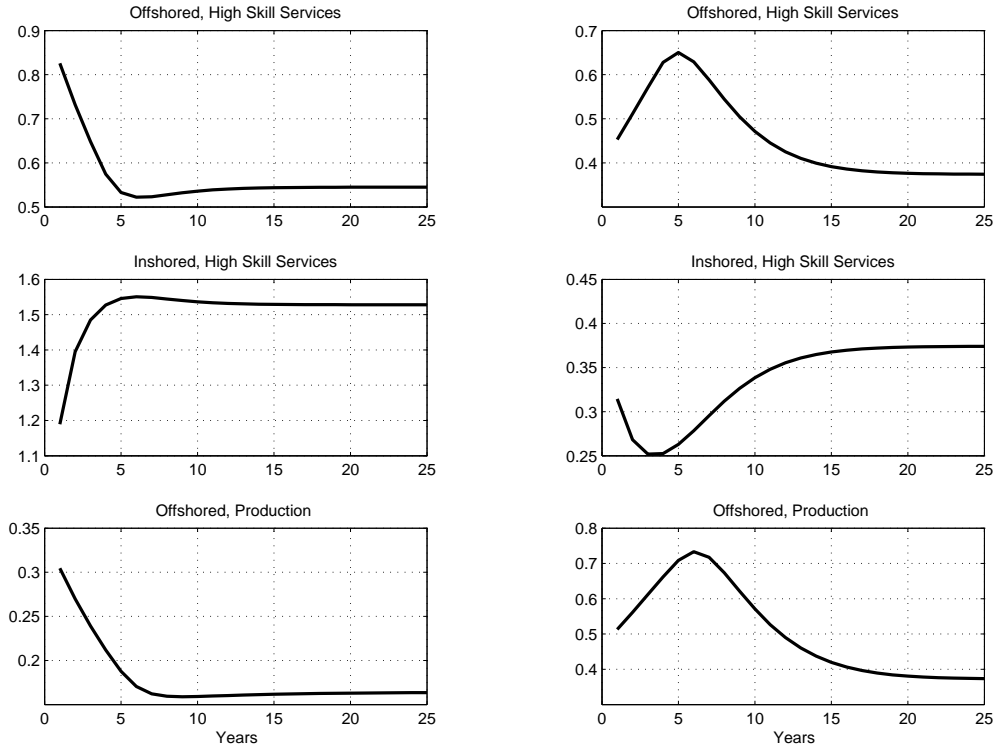 Offshored, High Skill Services
0.9
0.8
0.7
0.6
0.5
0 5 10 15 20 25
Offshored, High Skill Services
0.7
0.6
0.5
0.4
0 5 10 15 20 25
Inshored, High Skill Services
1.6
1.5
1.4
1.3
1.2
1.1
0 5 10 15 20 25
Inshored, High Skill Services
0.45
0.4
0.35
0.3
0.25
0 5 10 15 20 25
Offshored, Production
0.35
0.3
0.25
0.2
0 5 10 15 20 25
Years
Offshored, Production
0.8
0.7
0.6
0.5
0.4
0 5 10 15 20 25
Years